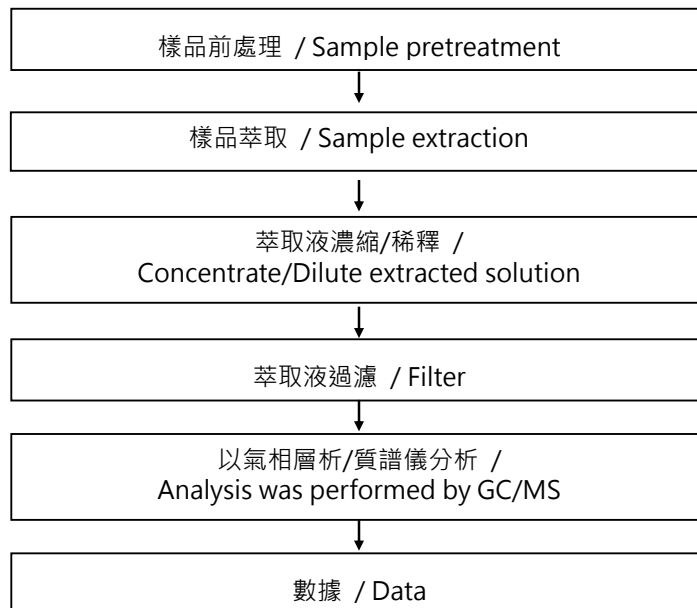 樣品前處理 / Sample pretreatment
樣品萃取 / Sample extraction
萃取液濃縮/稀釋 /
Concentrate/Dilute extracted solution
萃取液過濾 / Filter
以氣相層析/質譜儀分析 /
Analysis was performed by GC/MS
數據 / Data